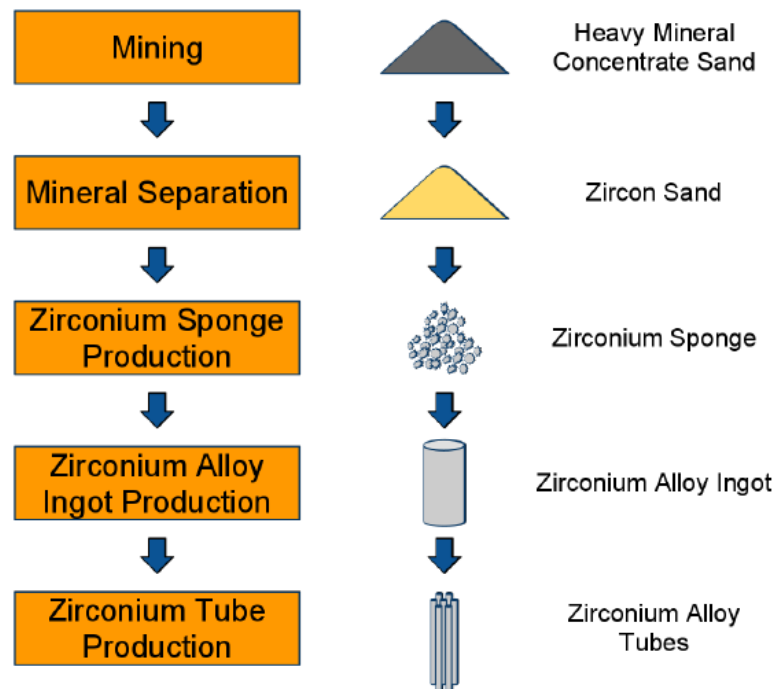 Mining
Heavy Mineral
Concentrate Sand
Mineral Separation
Zircon Sand
Zirconium Sponge
Production
Zirconium Sponge
Zirconium Alloy
Ingot Production
Zirconium Alloy Ingot
Zirconium Tube
Production
Zirconium Alloy
Tubes